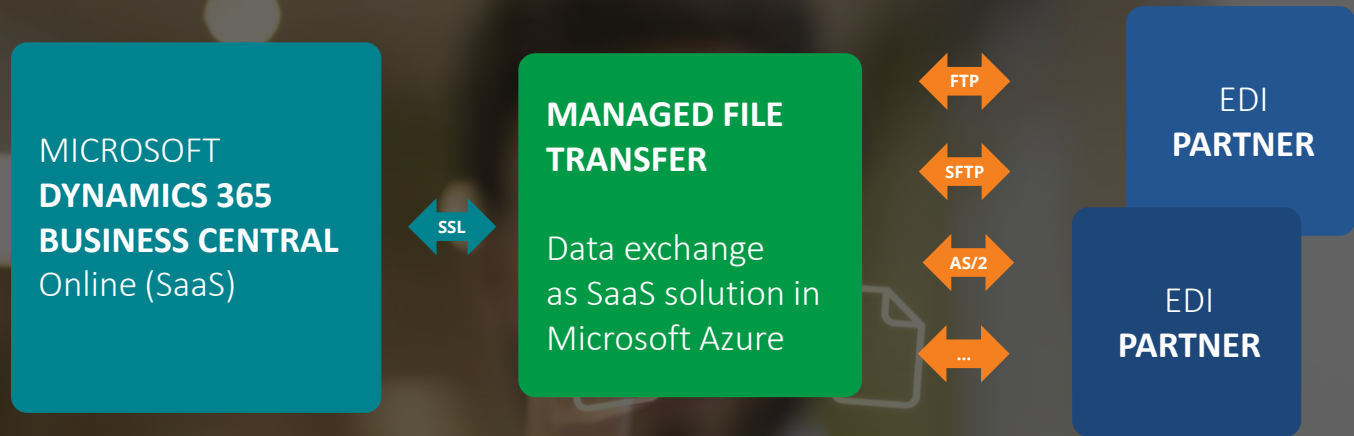 MICROSOFT
DYNAMICS 365
BUSINESS CENTRAL
Online (SaaS)
SSL
MANAGED FILE
TRANSFER
Data exchange
as SaaS solution in
Microsoft Azure
FTP
SFTP
AS/2
...
EDI
PARTNER
EDI
PARTNER